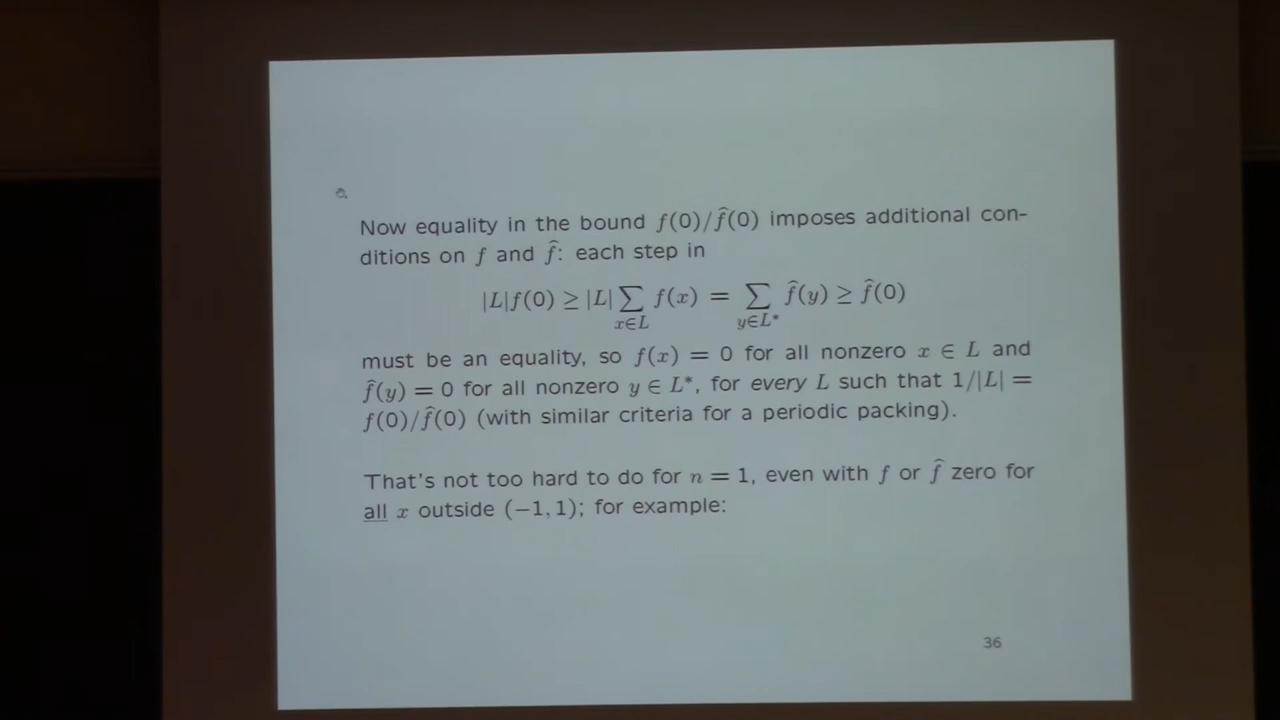 Now equality in the bound f(0)/f̂(0) imposes additional con-
ditions on f and f̂: each step in
|L|f(0) ≥ |L| ∑ f(x) = ∑ f̂(y) ≥ f̂(0)
x∈L y∈L*
must be an equality, so f(x) = 0 for all nonzero x ∈ L and
f̂(y) = 0 for all nonzero y ∈ L*, for every L such that 1/|L| =
f(0)/f̂(0) (with similar criteria for a periodic packing).
That's not too hard to do for n = 1, even with f or f̂ zero for
all x outside (−1, 1); for example:
36